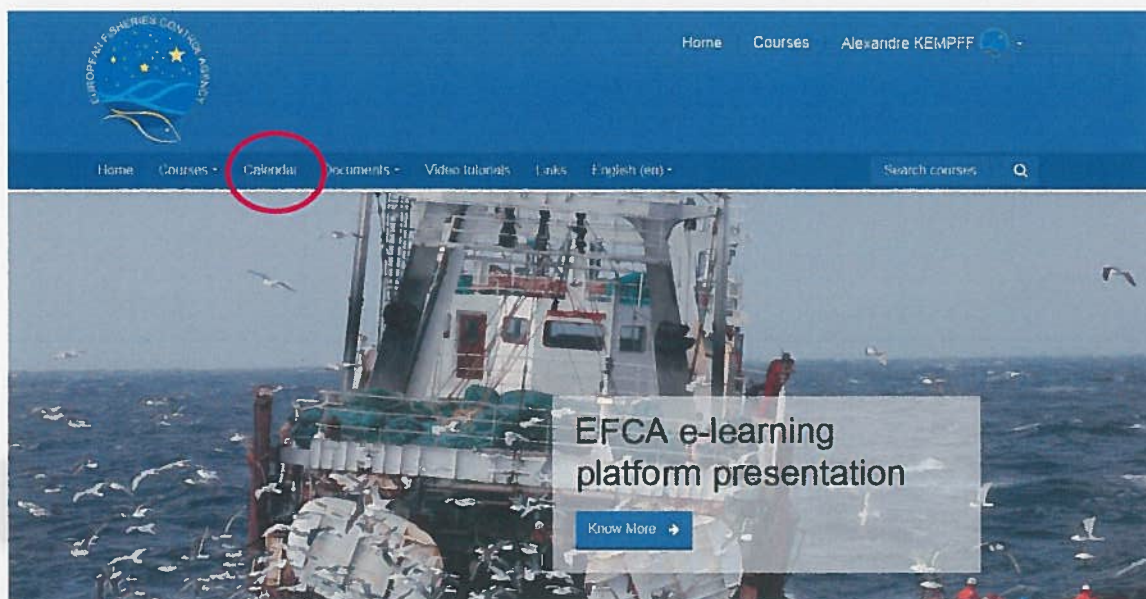 EUROPEAN FISHERIES CONTROL AGENCY
Home Courses Alexandre KEMPFF
Home Courses Calendar Documents Video tutorials Links English (en) Search courses
EFCA e-learning
platform presentation
Know More